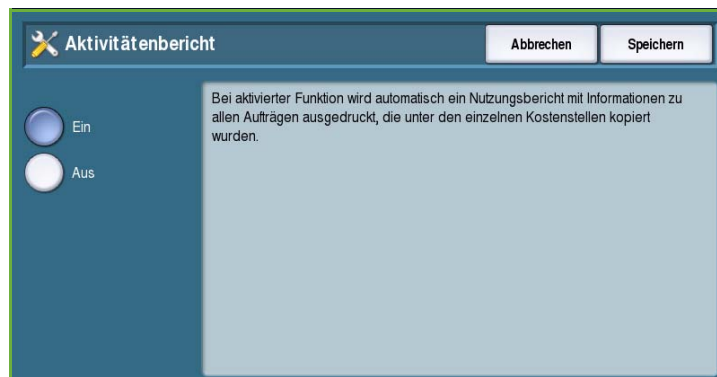 Aktivitätenbericht
Abbrechen
Speichern
Ein
Aus
Bei aktivierter Funktion wird automatisch ein Nutzungsbericht mit Informationen zu
allen Aufträgen ausgedruckt, die unter den einzelnen Kostenstellen kopiert
wurden.